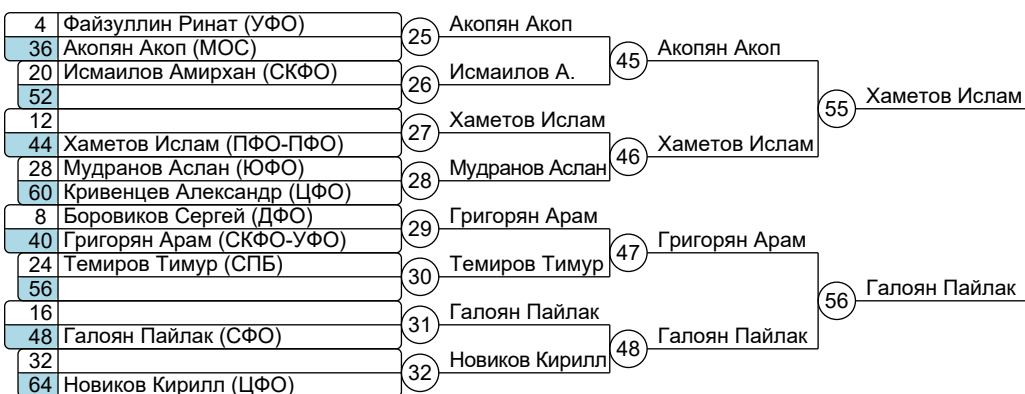 4 Файзуллин Ринат (УФО)
36 Акопян Акоп (МОС)
20 Исмаилов Амирхан (СКФО)
52
12
44 Хаметов Ислам (ПФО-ПФО)
28 Мудранов Аслан (ЮФО)
60 Кривенцев Александр (ЦФО)
8 Боровиков Сергей (ДФО)
40 Григорян Арам (СКФО-УФО)
24 Темиров Тимур (СПБ)
56
16
48 Галоян Пайлак (СФО)
32
64 Новиков Кирилл (ЦФО)
25 Акопян Акоп
26 Исмаилов А.
27 Хаметов Ислам
28 Мудранов Аслан
29 Григорян Арам
30 Темиров Тимур
31 Галоян Пайлак
32 Новиков Кирилл
45 Акопян Акоп
46 Хаметов Ислам
47 Григорян Арам
48 Галоян Пайлак
55 Хаметов Ислам
56 Галоян Пайлак